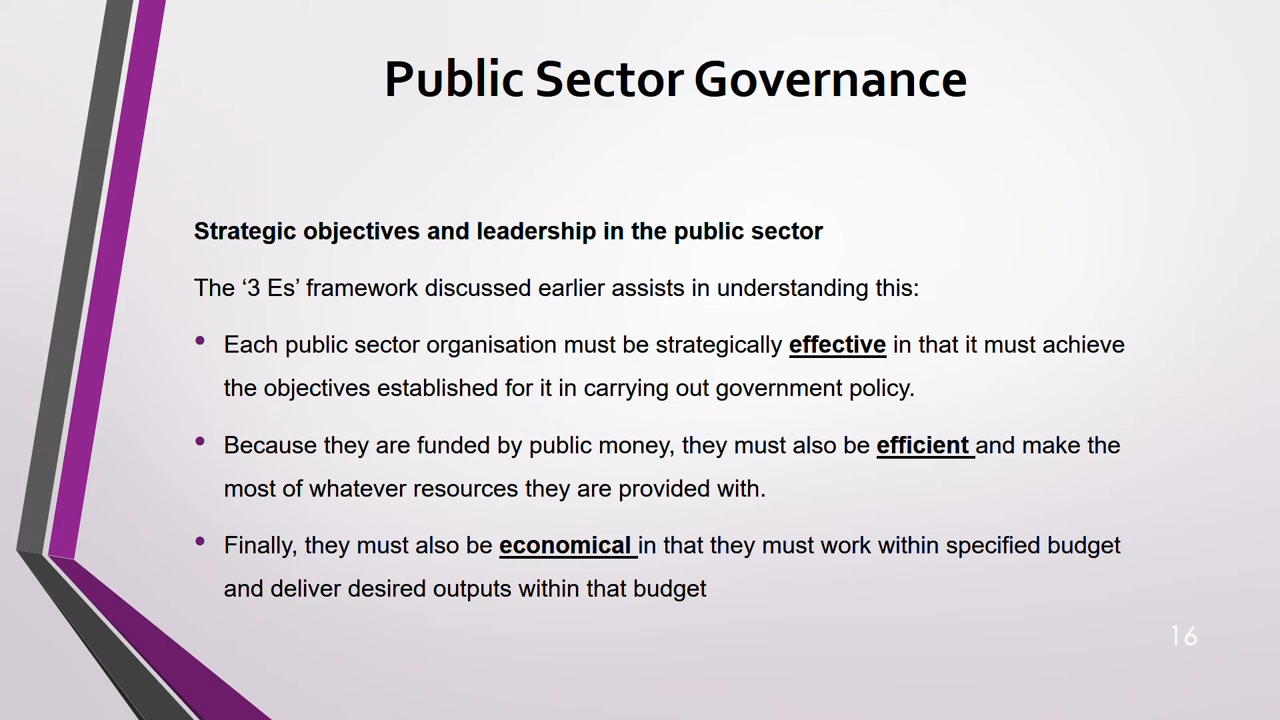 Public Sector Governance
Strategic objectives and leadership in the public sector
The ‘3 Es’ framework discussed earlier assists in understanding this:
• Each public sector organisation must be strategically effective in that it must achieve
the objectives established for it in carrying out government policy.
• Because they are funded by public money, they must also be efficient and make the
most of whatever resources they are provided with.
• Finally, they must also be economical in that they must work within specified budget
and deliver desired outputs within that budget
16